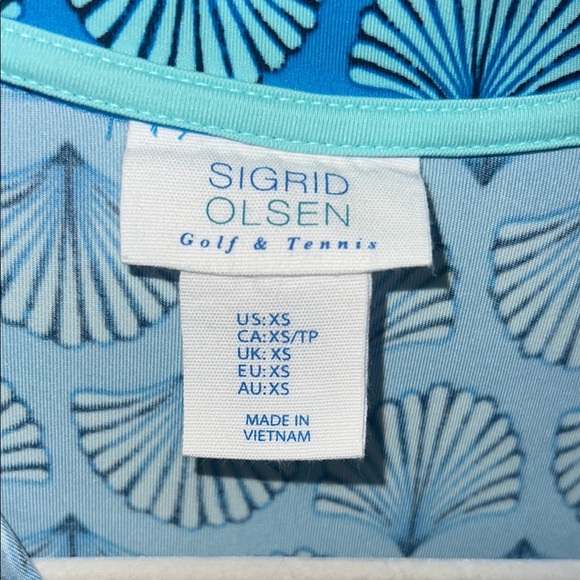 SIGRID
OLSEN
Golf & Tennis
US:XS
CA:XS/TP
UK: XS
EU:XS
AU:XS
MADE IN
VIETNAM